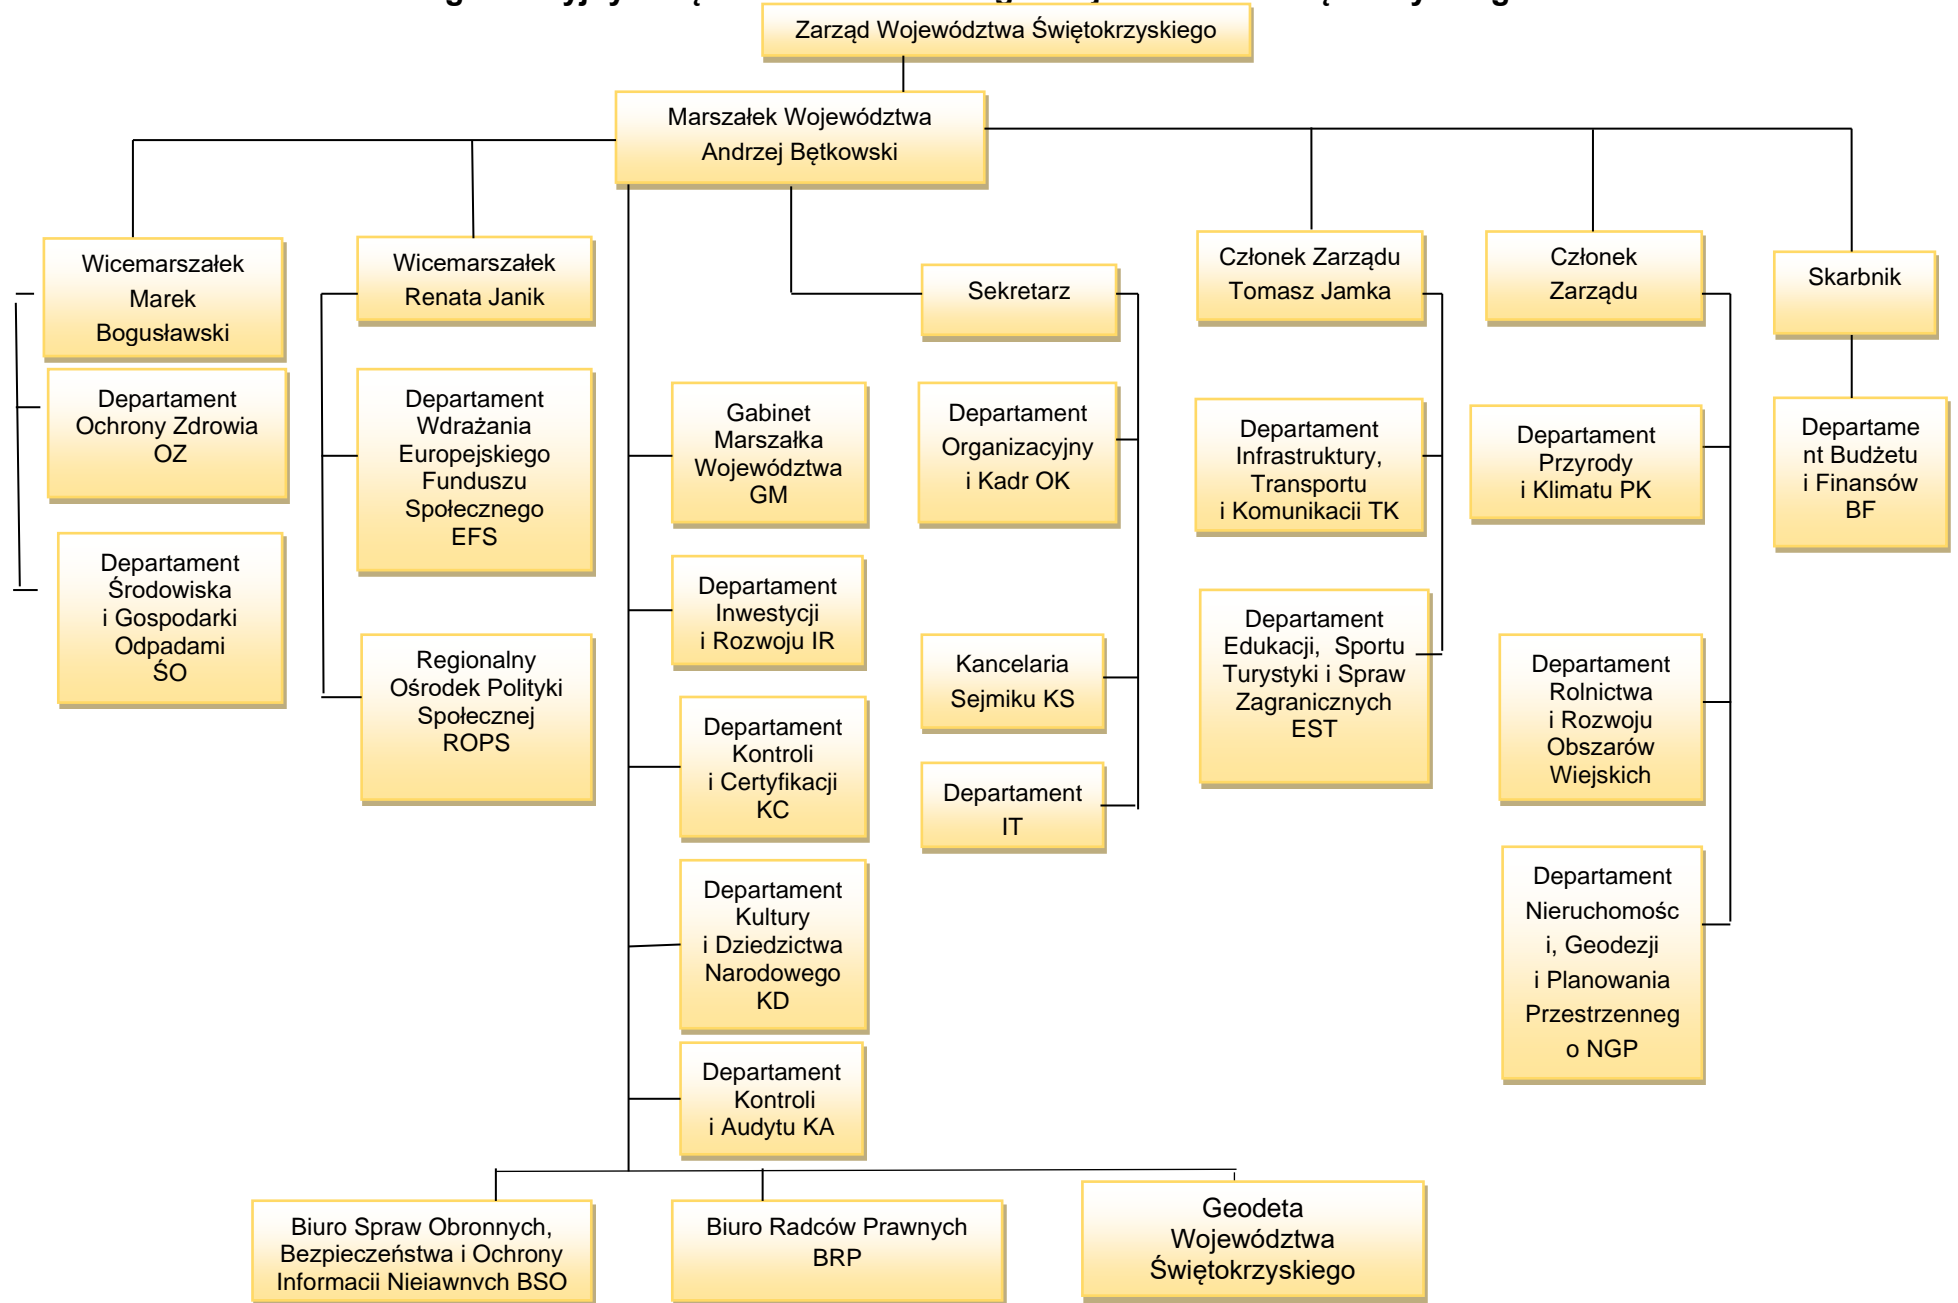 Zarząd Województwa Świętokrzyskiego
Marszałek Województwa
Andrzej Bętkowski
Wicemarszałek
Marek
Bogusławski
Wicemarszałek
Renata Janik
Sekretarz
Członek Zarządu
Tomasz Jamka
Członek
Zarządu
Skarbnik
Departament
Ochrony Zdrowia
OZ
Departament
Środowiska
i Gospodarki
Odpadami
ŚO
Departament
Wdrażania
Europejskiego
Funduszu
Społecznego
EFS
Regionalny
Ośrodek Polityki
Społecznej
ROPS
Gabinet
Marszałka
Województwa
GM
Departament
Inwestycji
i Rozwoju IR
Departament
Kontroli
i Certyfikacji
KC
Departament
Kultury
i Dziedzictwa
Narodowego
KD
Departament
Kontroli
i Audytu KA
Departament
Organizacyjny
i Kadr OK
Kancelaria
Sejmiku KS
Departament
IT
Departament
Infrastruktury,
Transportu
i Komunikacji TK
Departament
Edukacji, Sportu
Turystyki i Spraw
Zagranicznych
EST
Departament
Przyrody
i Klimatu PK
Departament
Rolnictwa
i Rozwoju
Obszarów
Wiejskich
Departament
Nieruchomośc
i, Geodezji
i Planowania
Przestrzenneg
o NGP
Departame
nt Budżetu
i Finansów
BF
Biuro Spraw Obronnych,
Bezpieczeństwa i Ochrony
Informacji Niejawnych BSO
Biuro Radców Prawnych
BRP
Geodeta
Województwa
Świętokrzyskiego